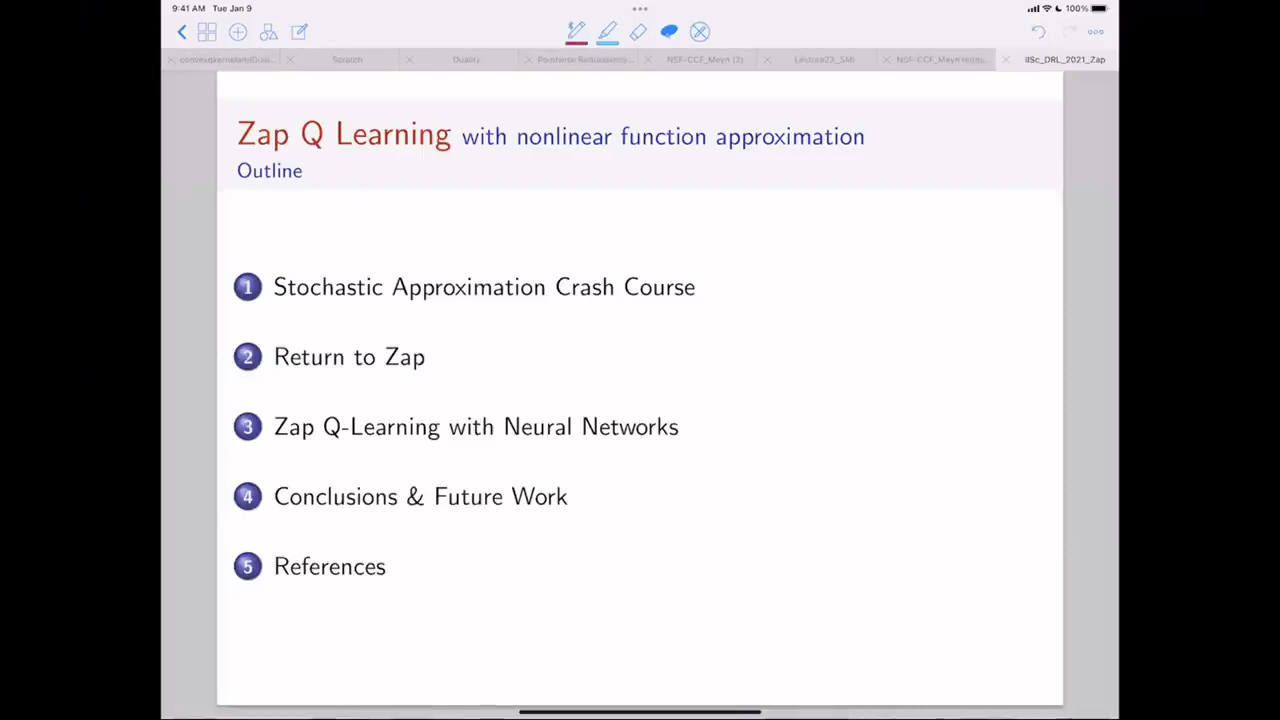 9:41 AM Tue Jan 9
100%
Scratch
Duality
NSF-CCF_Meyn (2)
IISc_DRL_2021_Zap
Zap Q Learning with nonlinear function approximation
Outline
1 Stochastic Approximation Crash Course
2 Return to Zap
3 Zap Q-Learning with Neural Networks
4 Conclusions & Future Work
5 References